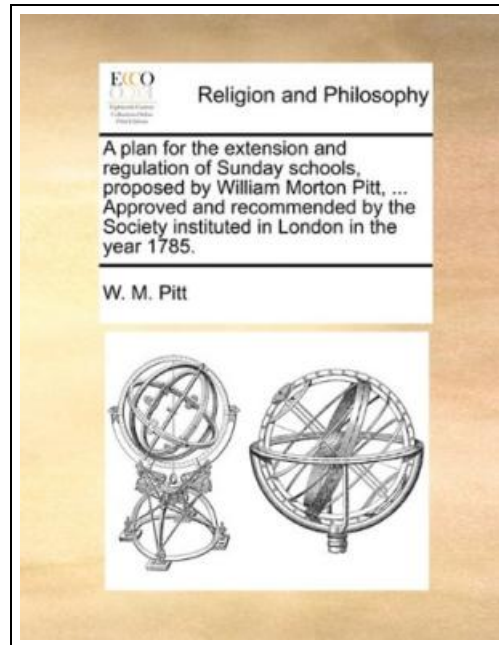 ECCO
Religion and Philosophy
A plan for the extension and
regulation of Sunday schools,
proposed by William Morton Pitt, ...
Approved and recommended by the
Society instituted in London in the
year 1785.
W. M. Pitt